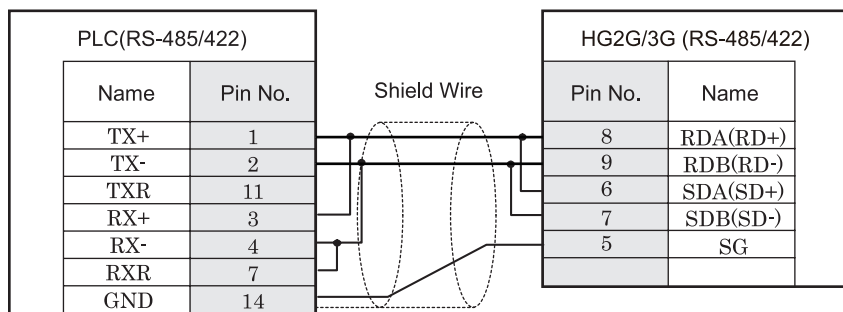 PLC(RS-485/422)
Name Pin No.
TX+ 1
TX- 2
TXR 11
RX+ 3
RX- 4
RXR 7
GND 14
Shield Wire
HG2G/3G (RS-485/422)
Pin No. Name
8 RDA(RD+)
9 RDB(RD-)
6 SDA(SD+)
7 SDB(SD-)
5 SG